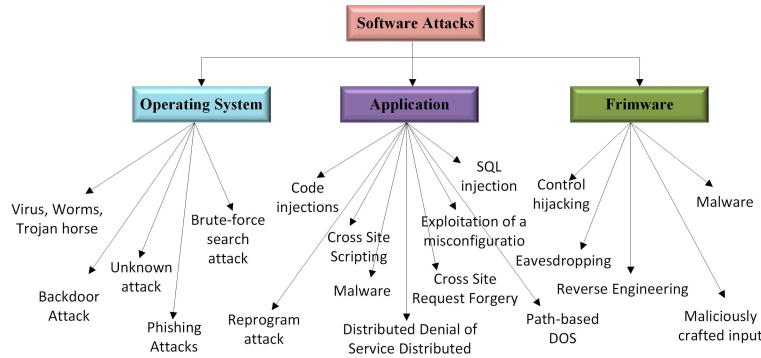 Software Attacks
Operating System
Application
Frimware
Virus, Worms,
Trojan horse
Backdoor
Attack
Unknown
attack
Phishing
Attacks
Brute-force
search
attack
Code
injections
Reprogram
attack
Cross Site
Scripting
Malware
Distributed Denial of
Service Distributed
Cross Site
Request Forgery
Exploitation of a
misconfiguratio
SQL
injection
Path-based
DOS
Control
hijacking
Eavesdropping
Reverse Engineering
Malware
Maliciously
crafted input